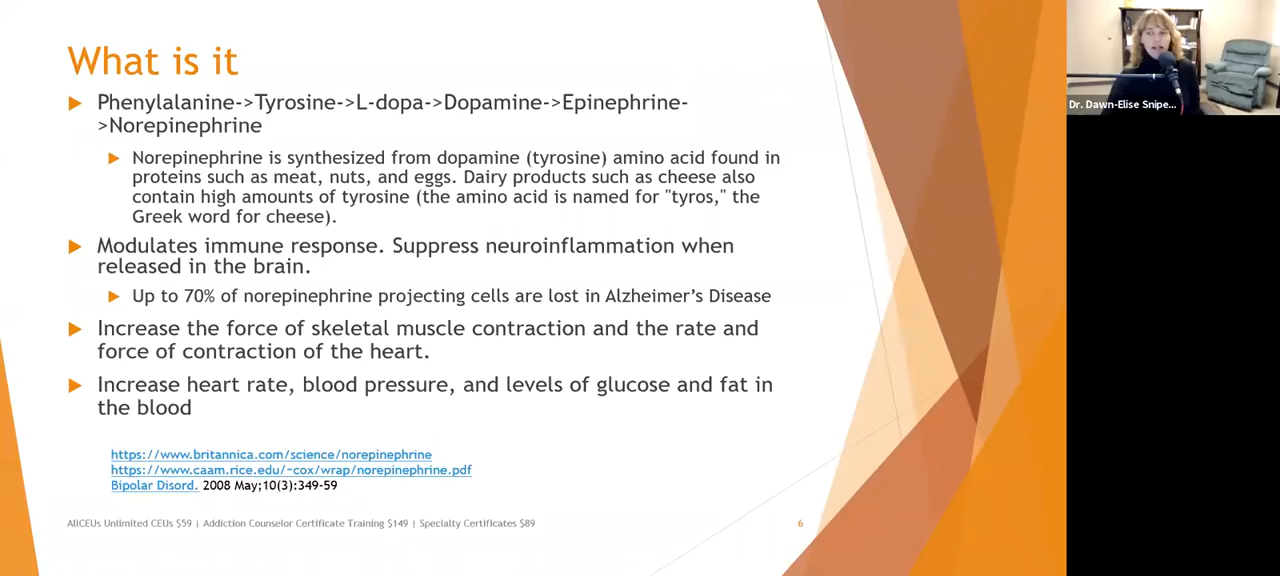 What is it
Phenylalanine->Tyrosine->L-dopa->Dopamine->Epinephrine-
>Norepinephrine
Norepinephrine is synthesized from dopamine (tyrosine) amino acid found in
proteins such as meat, nuts, and eggs. Dairy products such as cheese also
contain high amounts of tyrosine (the amino acid is named for "tyros," the
Greek word for cheese).
Modulates immune response. Suppress neuroinflammation when
released in the brain.
Up to 70% of norepinephrine projecting cells are lost in Alzheimer's Disease
Increase the force of skeletal muscle contraction and the rate and
force of contraction of the heart.
Increase heart rate, blood pressure, and levels of glucose and fat in
the blood
https://www.britannica.com/science/norepinephrine
https://www.caam.rice.edu/~cox/wrap/norepinephrine.pdf
Bipolar Disord. 2008 May;10(3):349-59
AllCEUs Unlimited CEUs $59 | Addiction Counselor Certificate Training $149 | Specialty Certificates $89
6
Dr. Dawn-Elise Snipe...